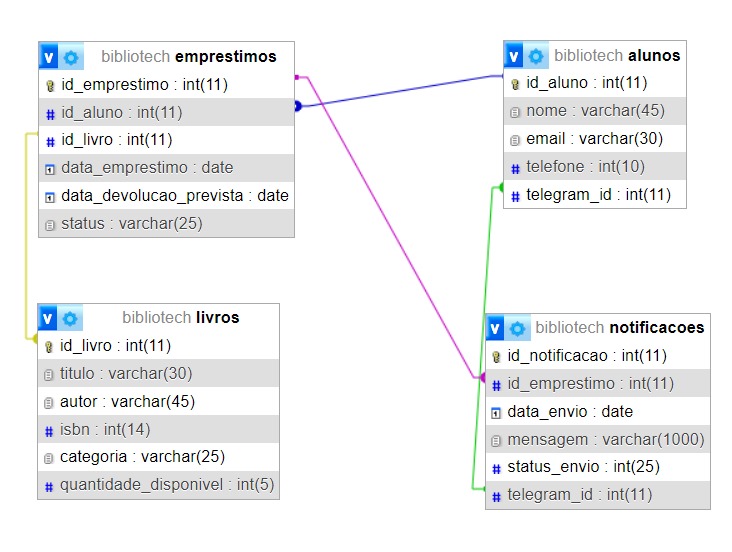 v bibliotech emprestimos
id_emprestimo : int(11)
# id_aluno : int(11)
# id_livro : int(11)
data_emprestimo : date
data_devolucao_prevista : date
status : varchar(25)
v bibliotech alunos
id_aluno : int(11)
nome : varchar(45)
email : varchar(30)
# telefone : int(10)
# telegram_id : int(11)
v bibliotech livros
id_livro : int(11)
titulo : varchar(30)
autor : varchar(45)
# isbn : int(14)
categoria : varchar(25)
# quantidade_disponivel : int(5)
v bibliotech notificacoes
id_notificacao : int(11)
# id_emprestimo : int(11)
data_envio : date
mensagem : varchar(1000)
# status_envio : int(25)
# telegram_id : int(11)